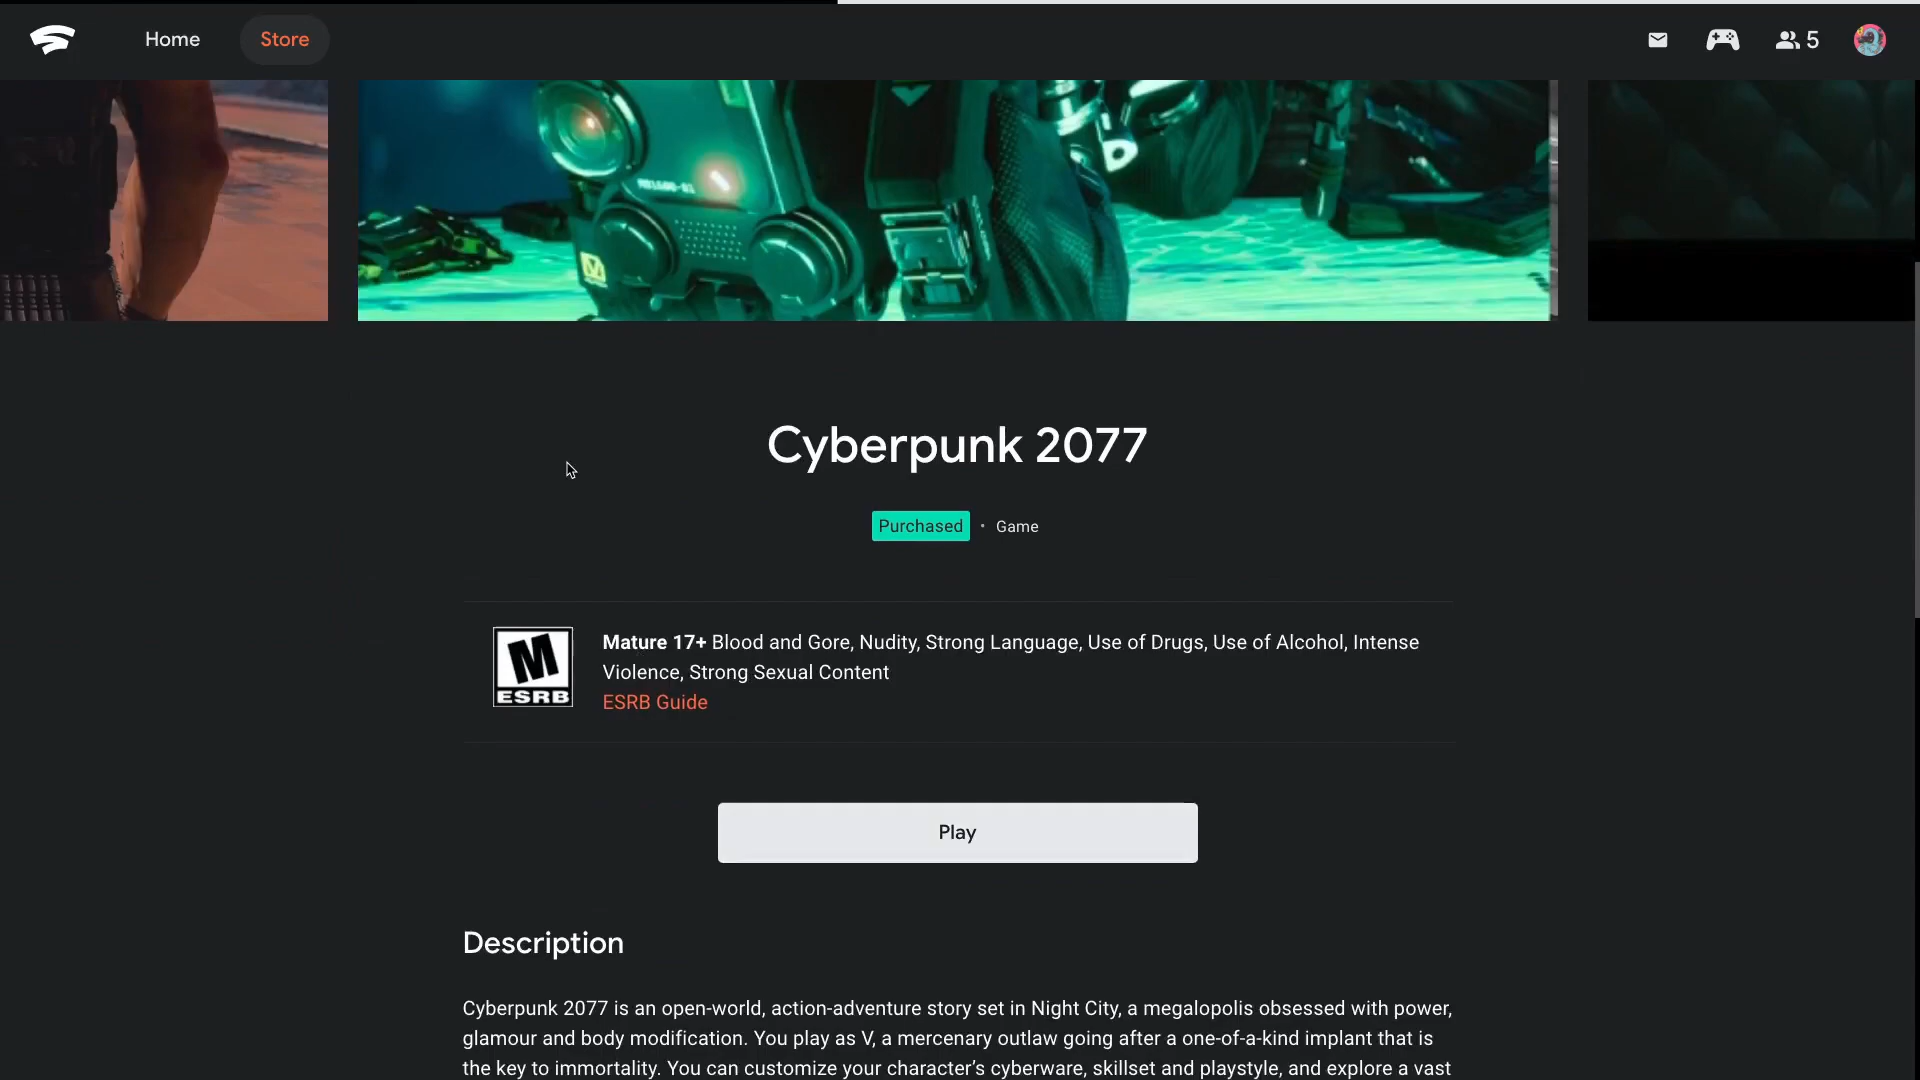 Home
Store
5
Cyberpunk 2077
Purchased • Game
Mature 17+ Blood and Gore, Nudity, Strong Language, Use of Drugs, Use of Alcohol, Intense
Violence, Strong Sexual Content
ESRB Guide
M
ESRB
Play
Description
Cyberpunk 2077 is an open-world, action-adventure story set in Night City, a megalopolis obsessed with power,
glamour and body modification. You play as V, a mercenary outlaw going after a one-of-a-kind implant that is
the key to immortality. You can customize your character’s cyberware, skillset and playstyle, and explore a vast